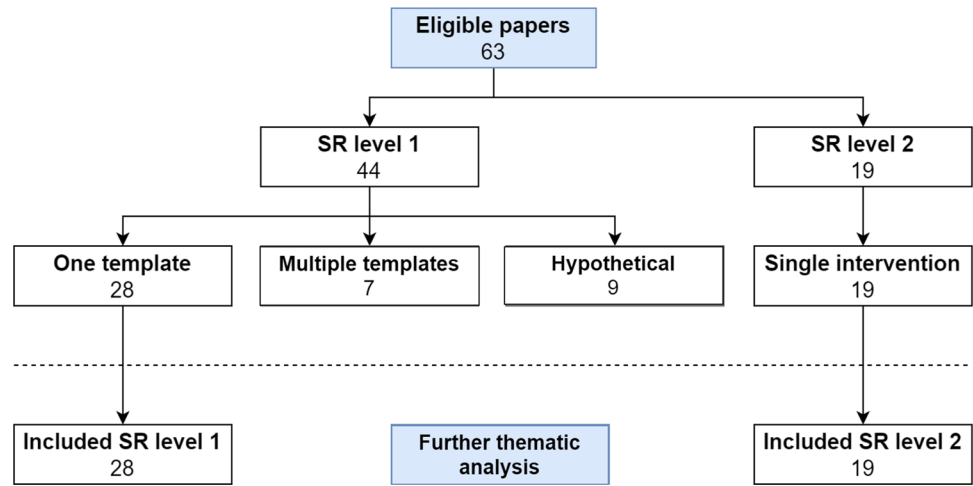 Eligible papers
63
SR level 1
44
SR level 2
19
One template
28
Multiple templates
7
Hypothetical
9
Single intervention
19
Included SR level 1
28
Further thematic
analysis
Included SR level 2
19